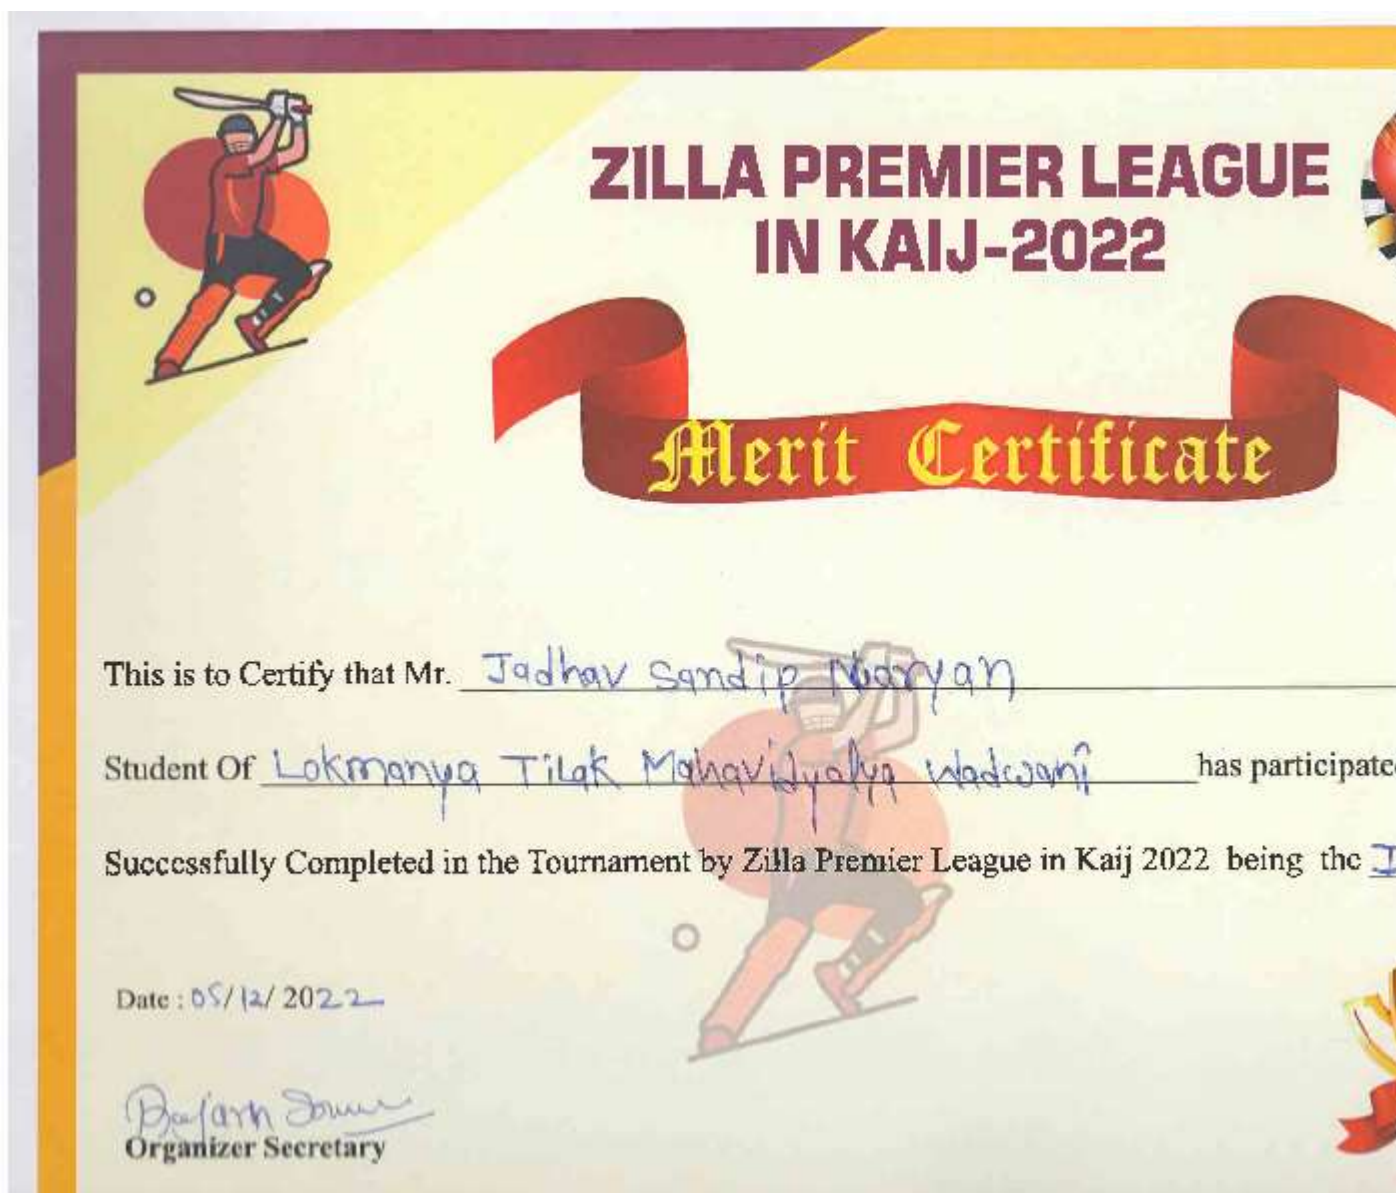 ZILLA PREMIER LEAGUE
IN KAIJ-2022
Merit Certificate
This is to Certify that Mr. Jadhav Sandip Naryan
Student Of Lokmanya Tilak Mahavidyalya Wadwani has participate
Successfully Completed in the Tournament by Zilla Premier League in Kaij 2022 being the
Date : 05/12/2022
Organizer Secretary